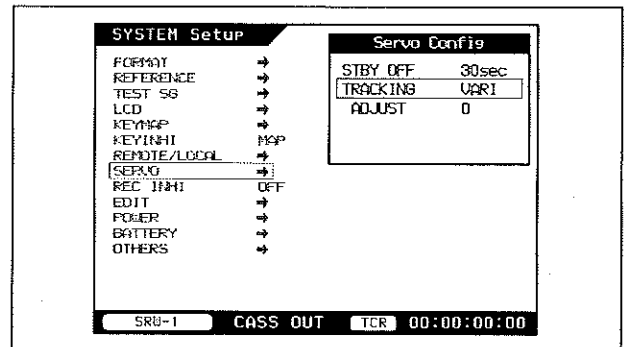 SYSTEM Setup
FORMAT →
REFERENCE →
TEST SG →
LCD →
KEYMAP →
KEYINHI MAP
REMOTE/LOCAL →
SERVO →
REC INHI OFF
EDIT →
POWER →
BATTERY →
OTHERS →
Servo Config
STBY OFF 30sec
TRACKING VARI
ADJUST 0
SRW-1 CASS OUT TCR 00:00:00:00